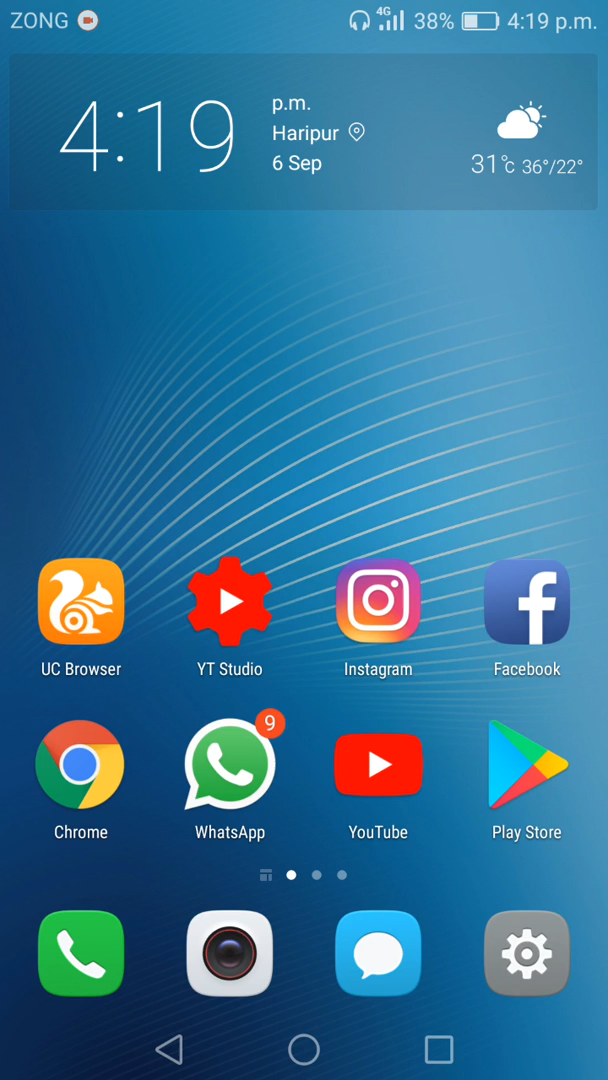 ZONG 4G 38% 4:19 p.m.
4:19
p.m.
Haripur
6 Sep
31°C 36°/22°
UC Browser YT Studio Instagram Facebook
9
Chrome WhatsApp YouTube Play Store